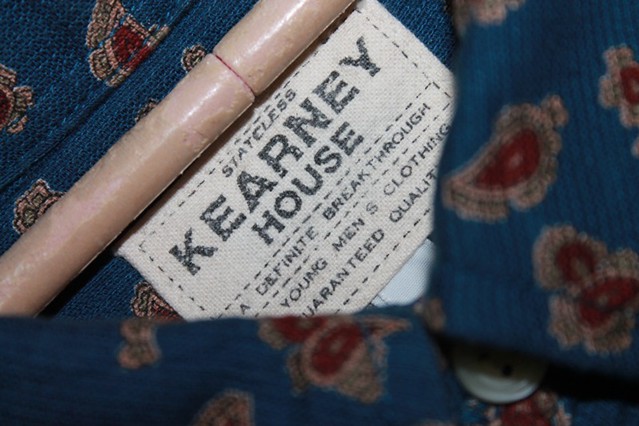 STATELESS
KEARNEY
HOUSE
A DEFINITE BREAKTHROUGH
YOUNG MEN S CLOTHING
GUARANTEED QUALITY